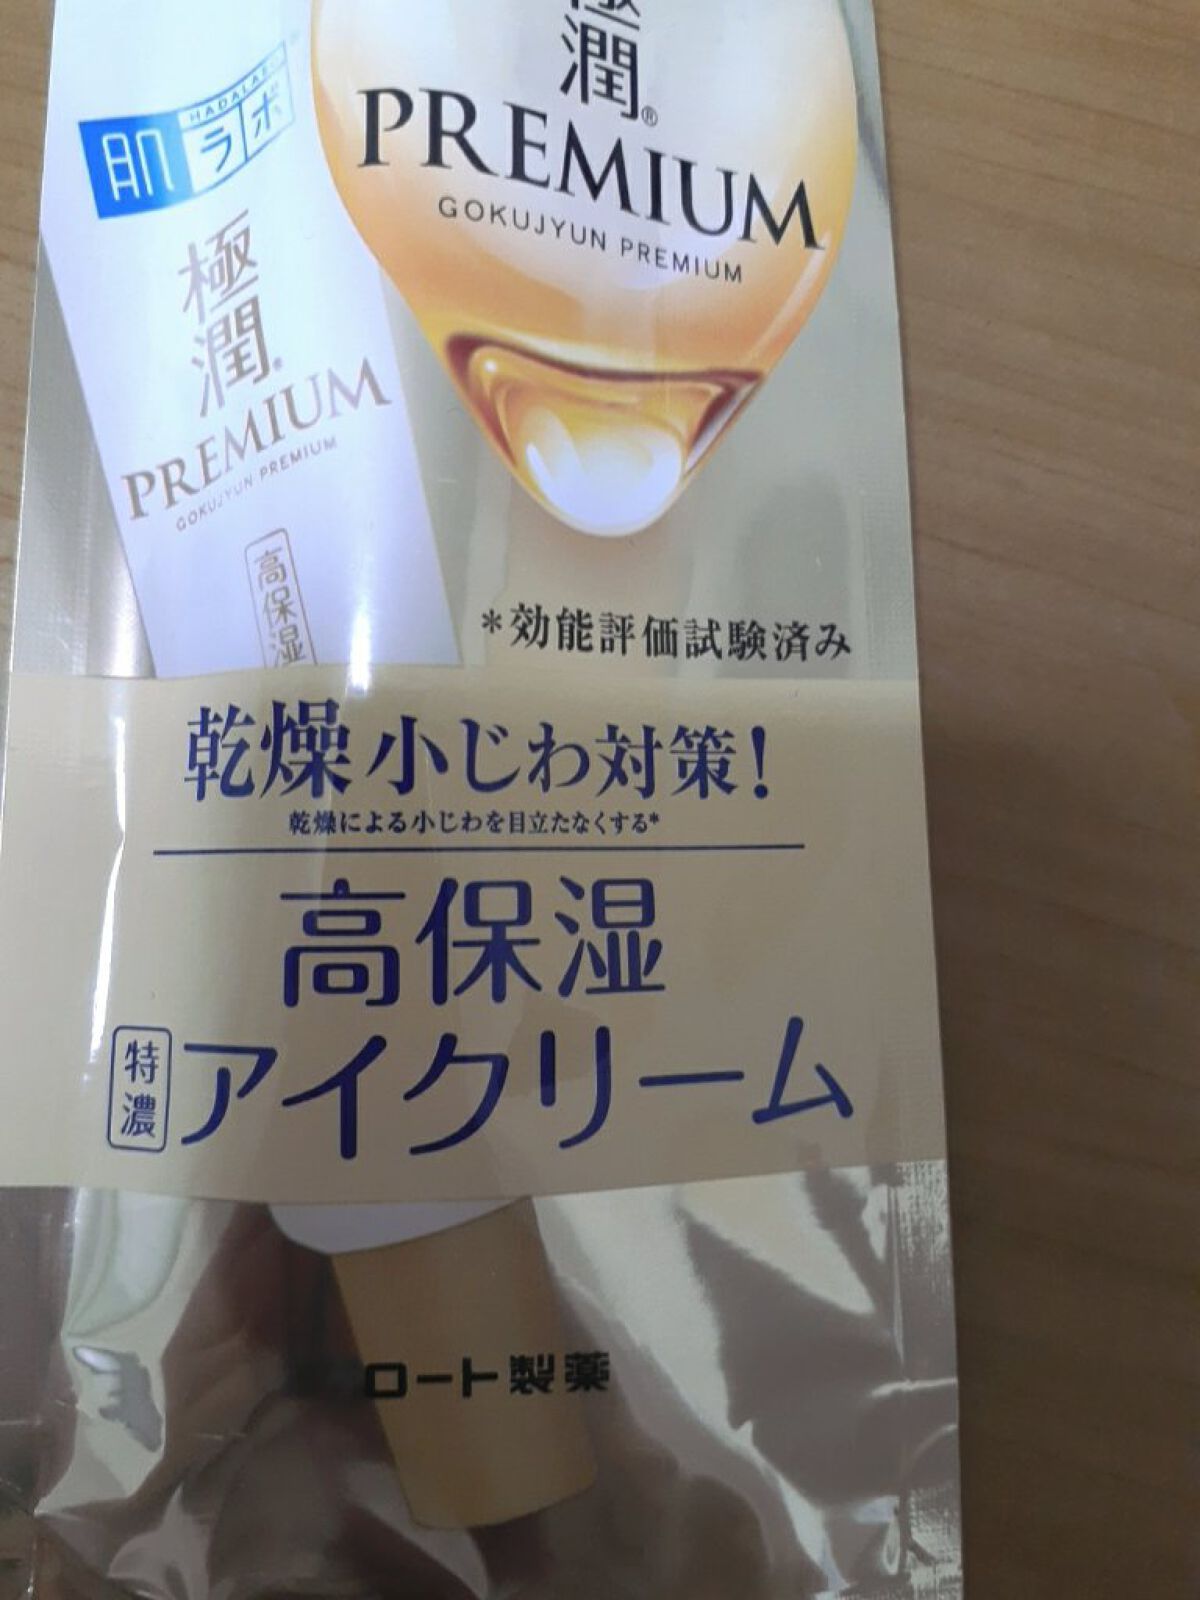 極潤®
PREMIUM
GOKUJYUN PREMIUM
HADALABO
肌ラボ®
極潤®
PREMIUM
GOKUJYUN PREMIUM
高保湿
*効能評価試験済み
乾燥小じわ対策!
乾燥による小じわを目立たなくする*
高保湿
特濃 アイクリーム
ロート製薬